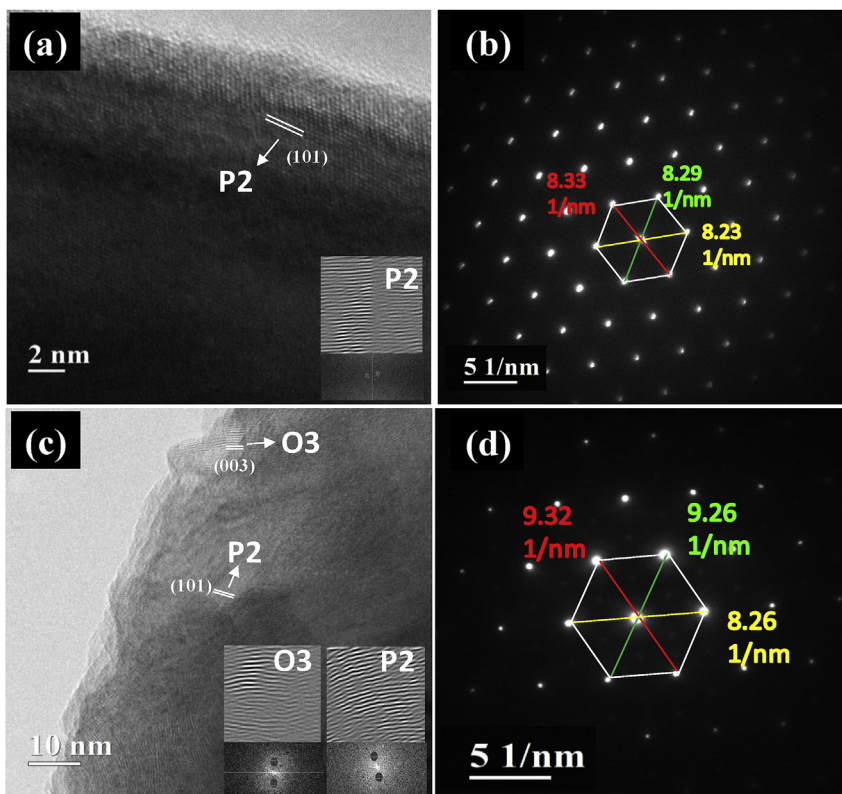 (a)
(101)
P2
P2
2 nm
(b)
8.33
1/nm
8.29
1/nm
8.23
1/nm
5 1/nm
(c)
O3
(003)
P2
(101)
O3
P2
10 nm
(d)
9.32
1/nm
9.26
1/nm
8.26
1/nm
5 1/nm